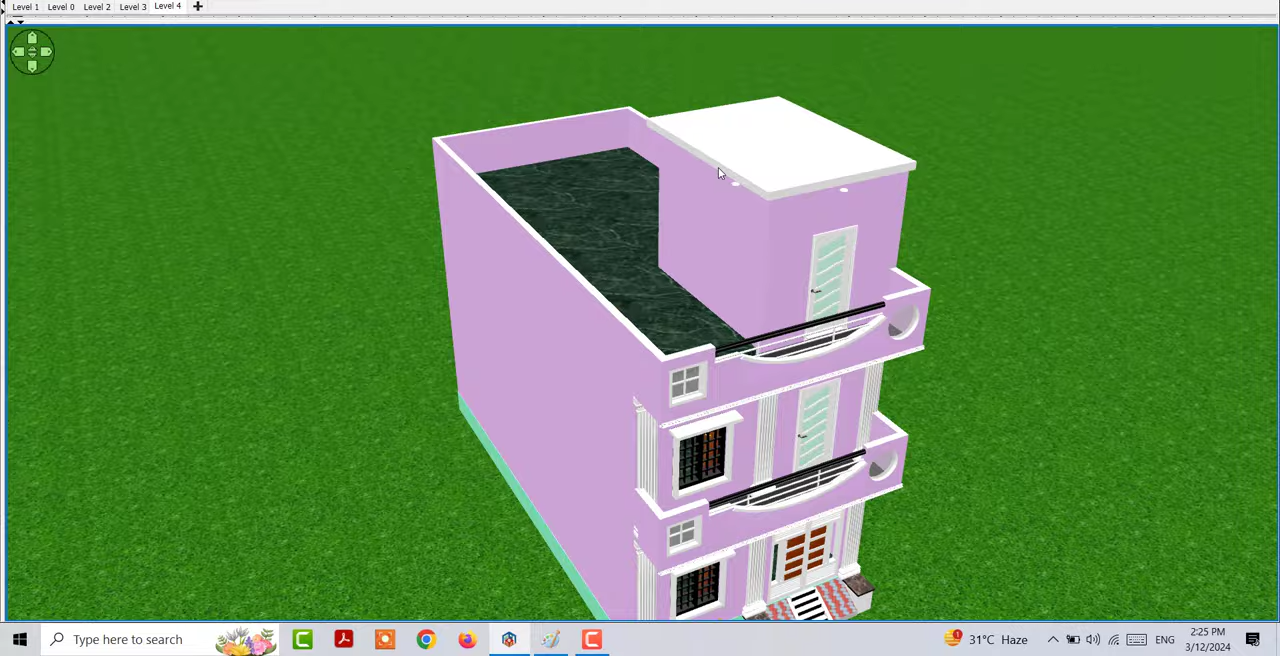 Level 1 Level 0 Level 2 Level 3 Level 4
Type here to search
31°C Haze
ENG
2:25 PM
3/12/2024